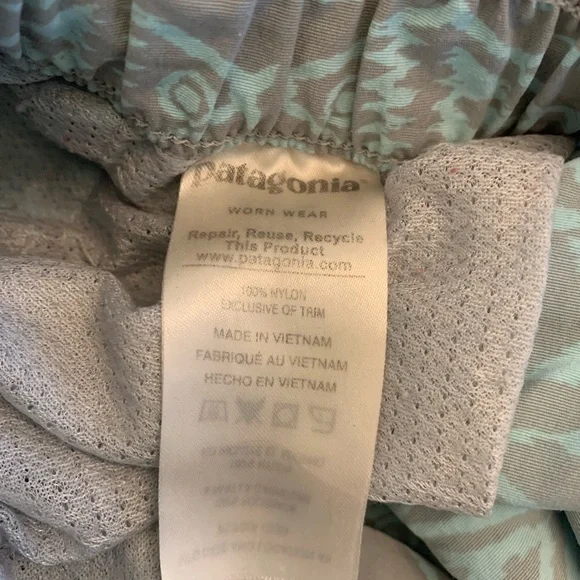 patagonia
WORN WEAR
Repair, Reuse, Recycle
This Product
www.patagonia.com
100% NYLON
EXCLUSIVE OF TRIM
MADE IN VIETNAM
FABRIQUÉ AU VIETNAM
HECHO EN VIETNAM